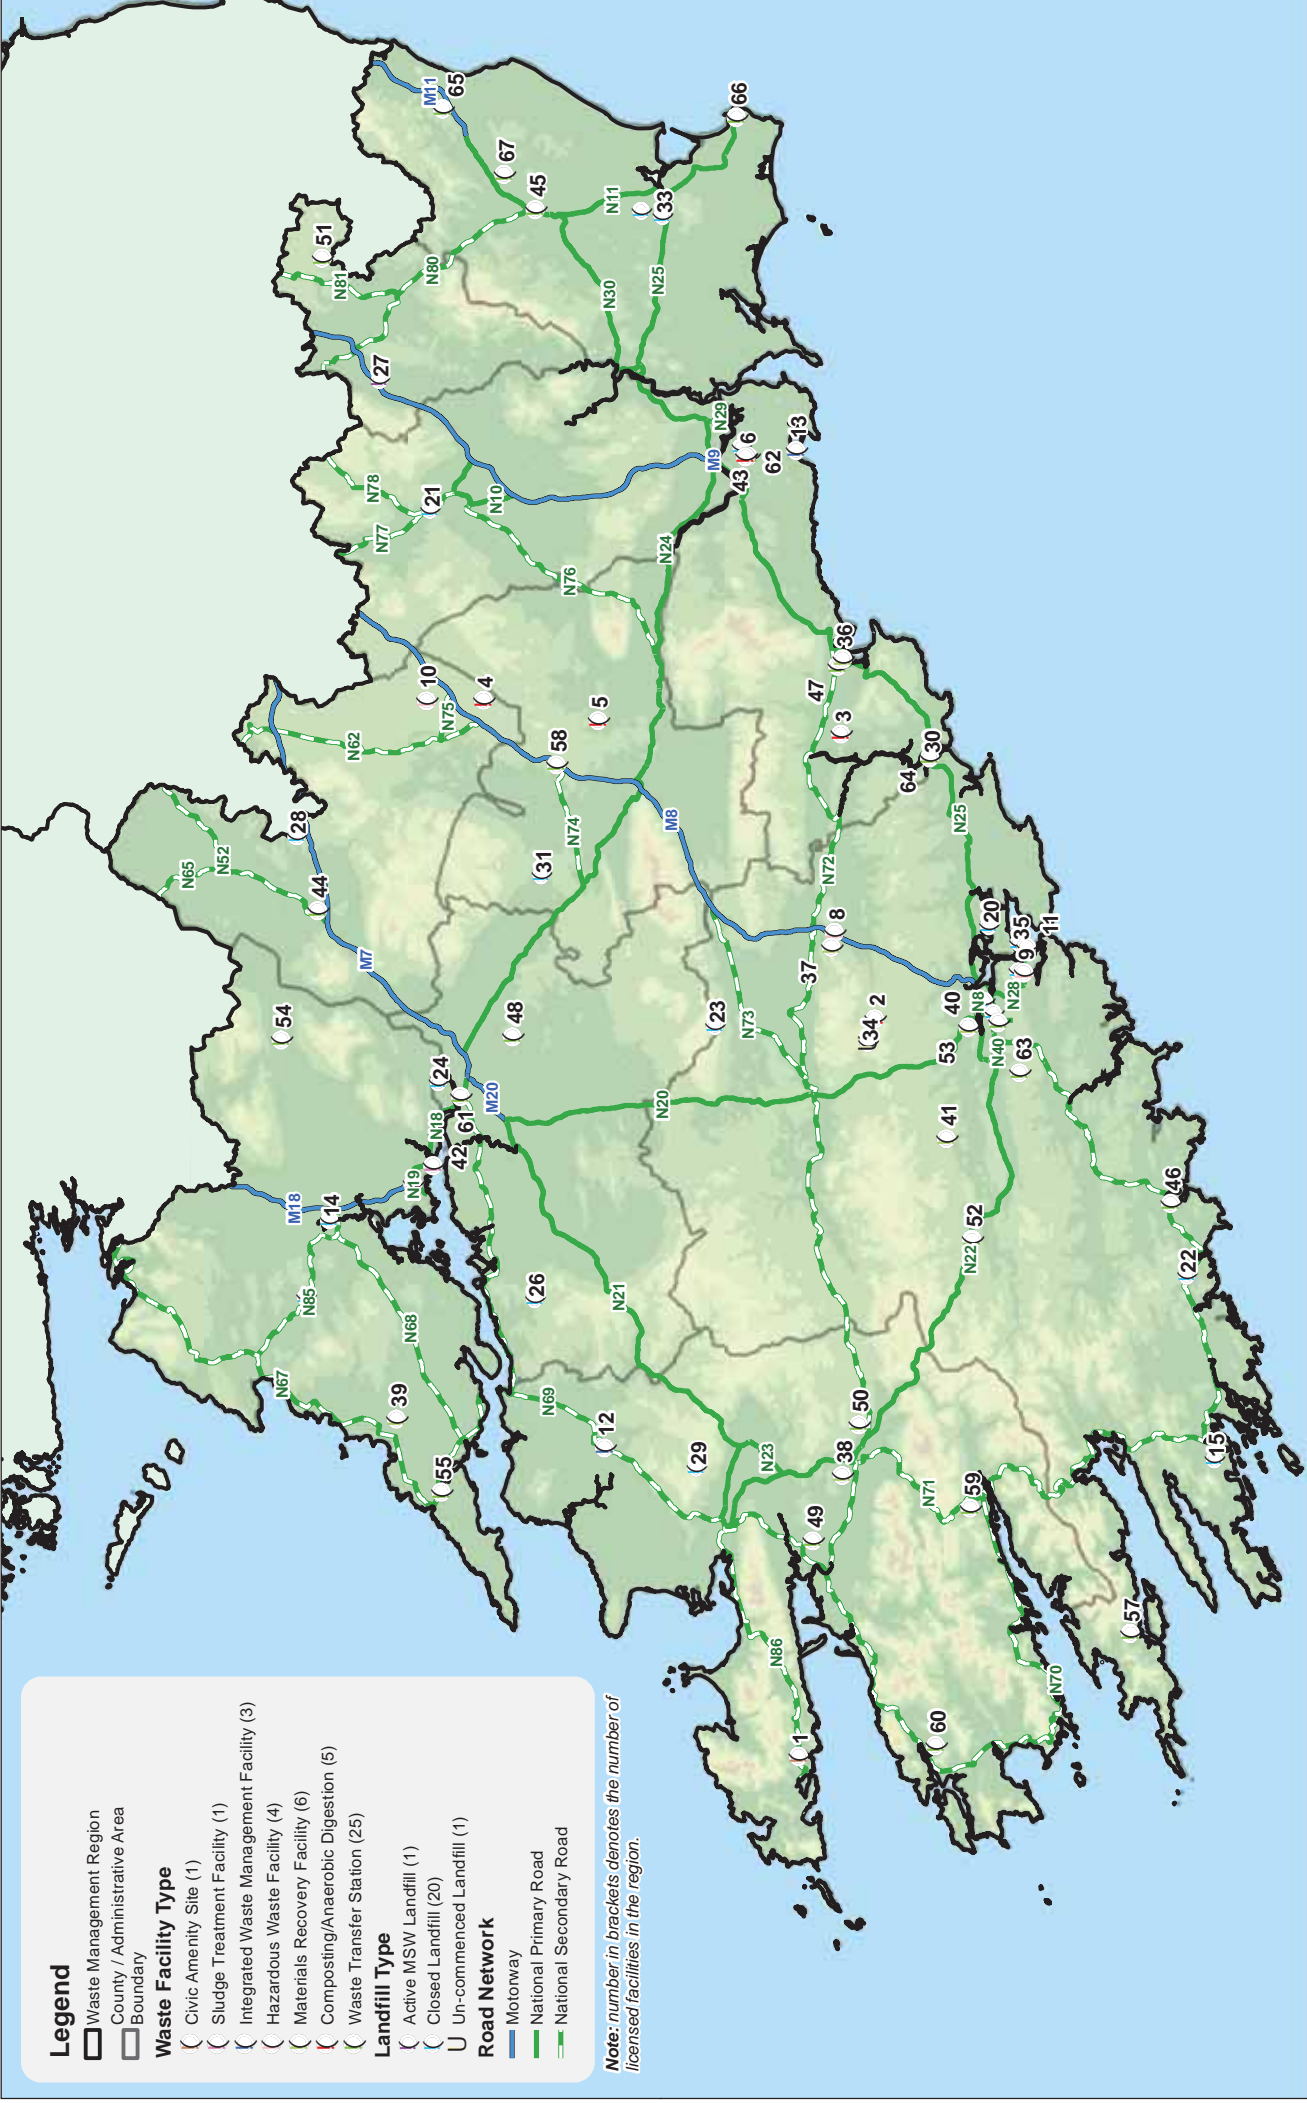 Legend
Waste Management Region
County / Administrative Area
Boundary
Waste Facility Type
Civic Amenity Site (1)
Sludge Treatment Facility (1)
Integrated Waste Management Facility (3)
Hazardous Waste Facility (4)
Materials Recovery Facility (6)
Composting/Anaerobic Digestion (5)
Waste Transfer Station (25)
Landfill Type
Active MSW Landfill (1)
Closed Landfill (20)
Un-commenced Landfill (1)
Road Network
Motorway
National Primary Road
National Secondary Road
Note: number in brackets denotes the number of
licensed facilities in the region.
M18
14
N85
N67
N68
39
55
N19
N18
42
61
24
M20
54
48
M7
44
28
N65
N52
N62
10
N75
4
5
58
N74
31
M8
N77
N78
21
N10
N76
N24
27
N81
51
N80
M11
65
67
45
N11
33
N30
N25
66
N29
M9
6
43
62
13
36
47
3
30
64
N25
N72
8
37
23
N73
34
2
40
N8
53
N28
N40
63
20
35
9
11
N20
41
N21
26
N69
12
29
N23
38
50
49
N71
59
N22
52
46
22
15
57
N70
60
N86
1